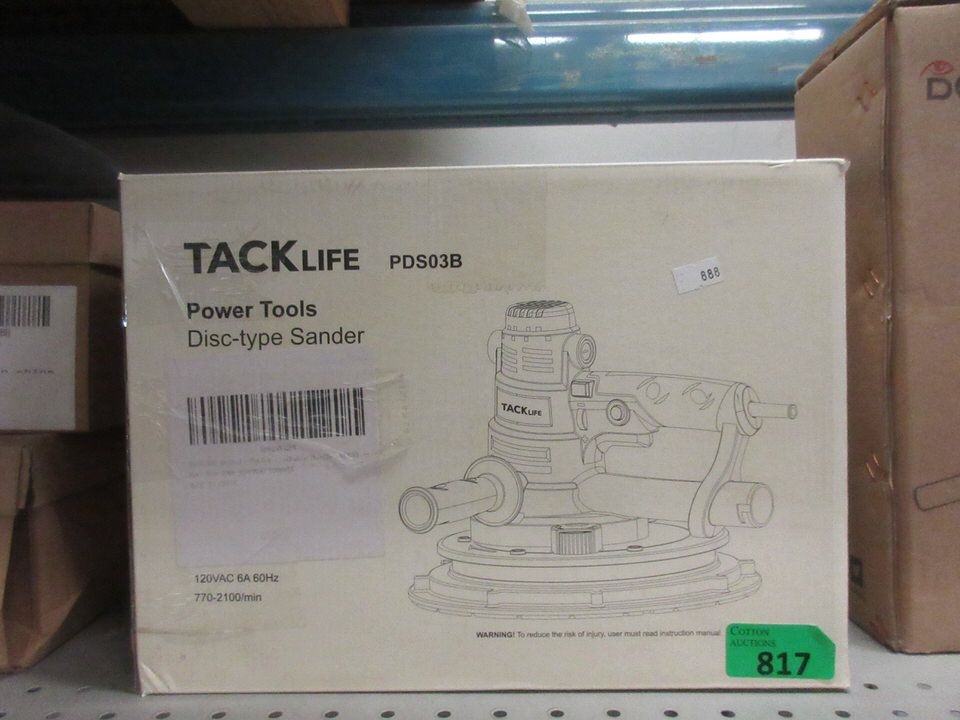 TACKLIFE PDS03B
888
Power Tools
Disc-type Sander
TACKLIFE
120VAC 6A 60Hz
770-2100/min
WARNING! To reduce the risk of injury, user must read instruction manual
COTTON
AUCTIONS
817